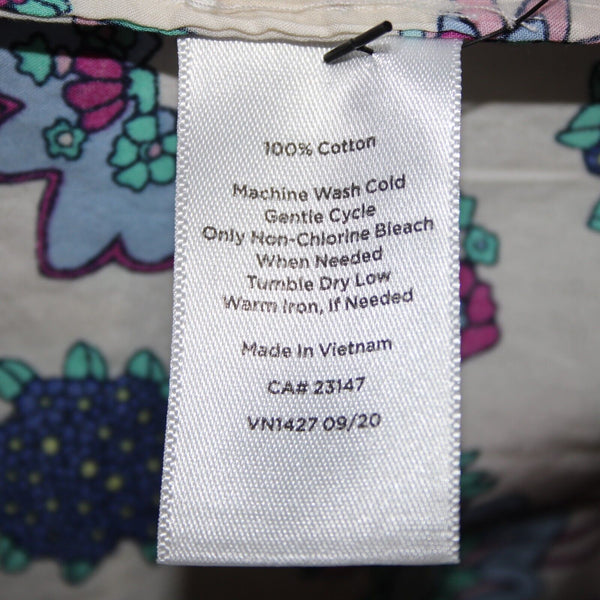 100% Cotton
Machine Wash Cold
Gentle Cycle
Only Non-Chlorine Bleach
When Needed
Tumble Dry Low
Warm Iron, If Needed
Made In Vietnam
CA# 23147
VN1427 09/20